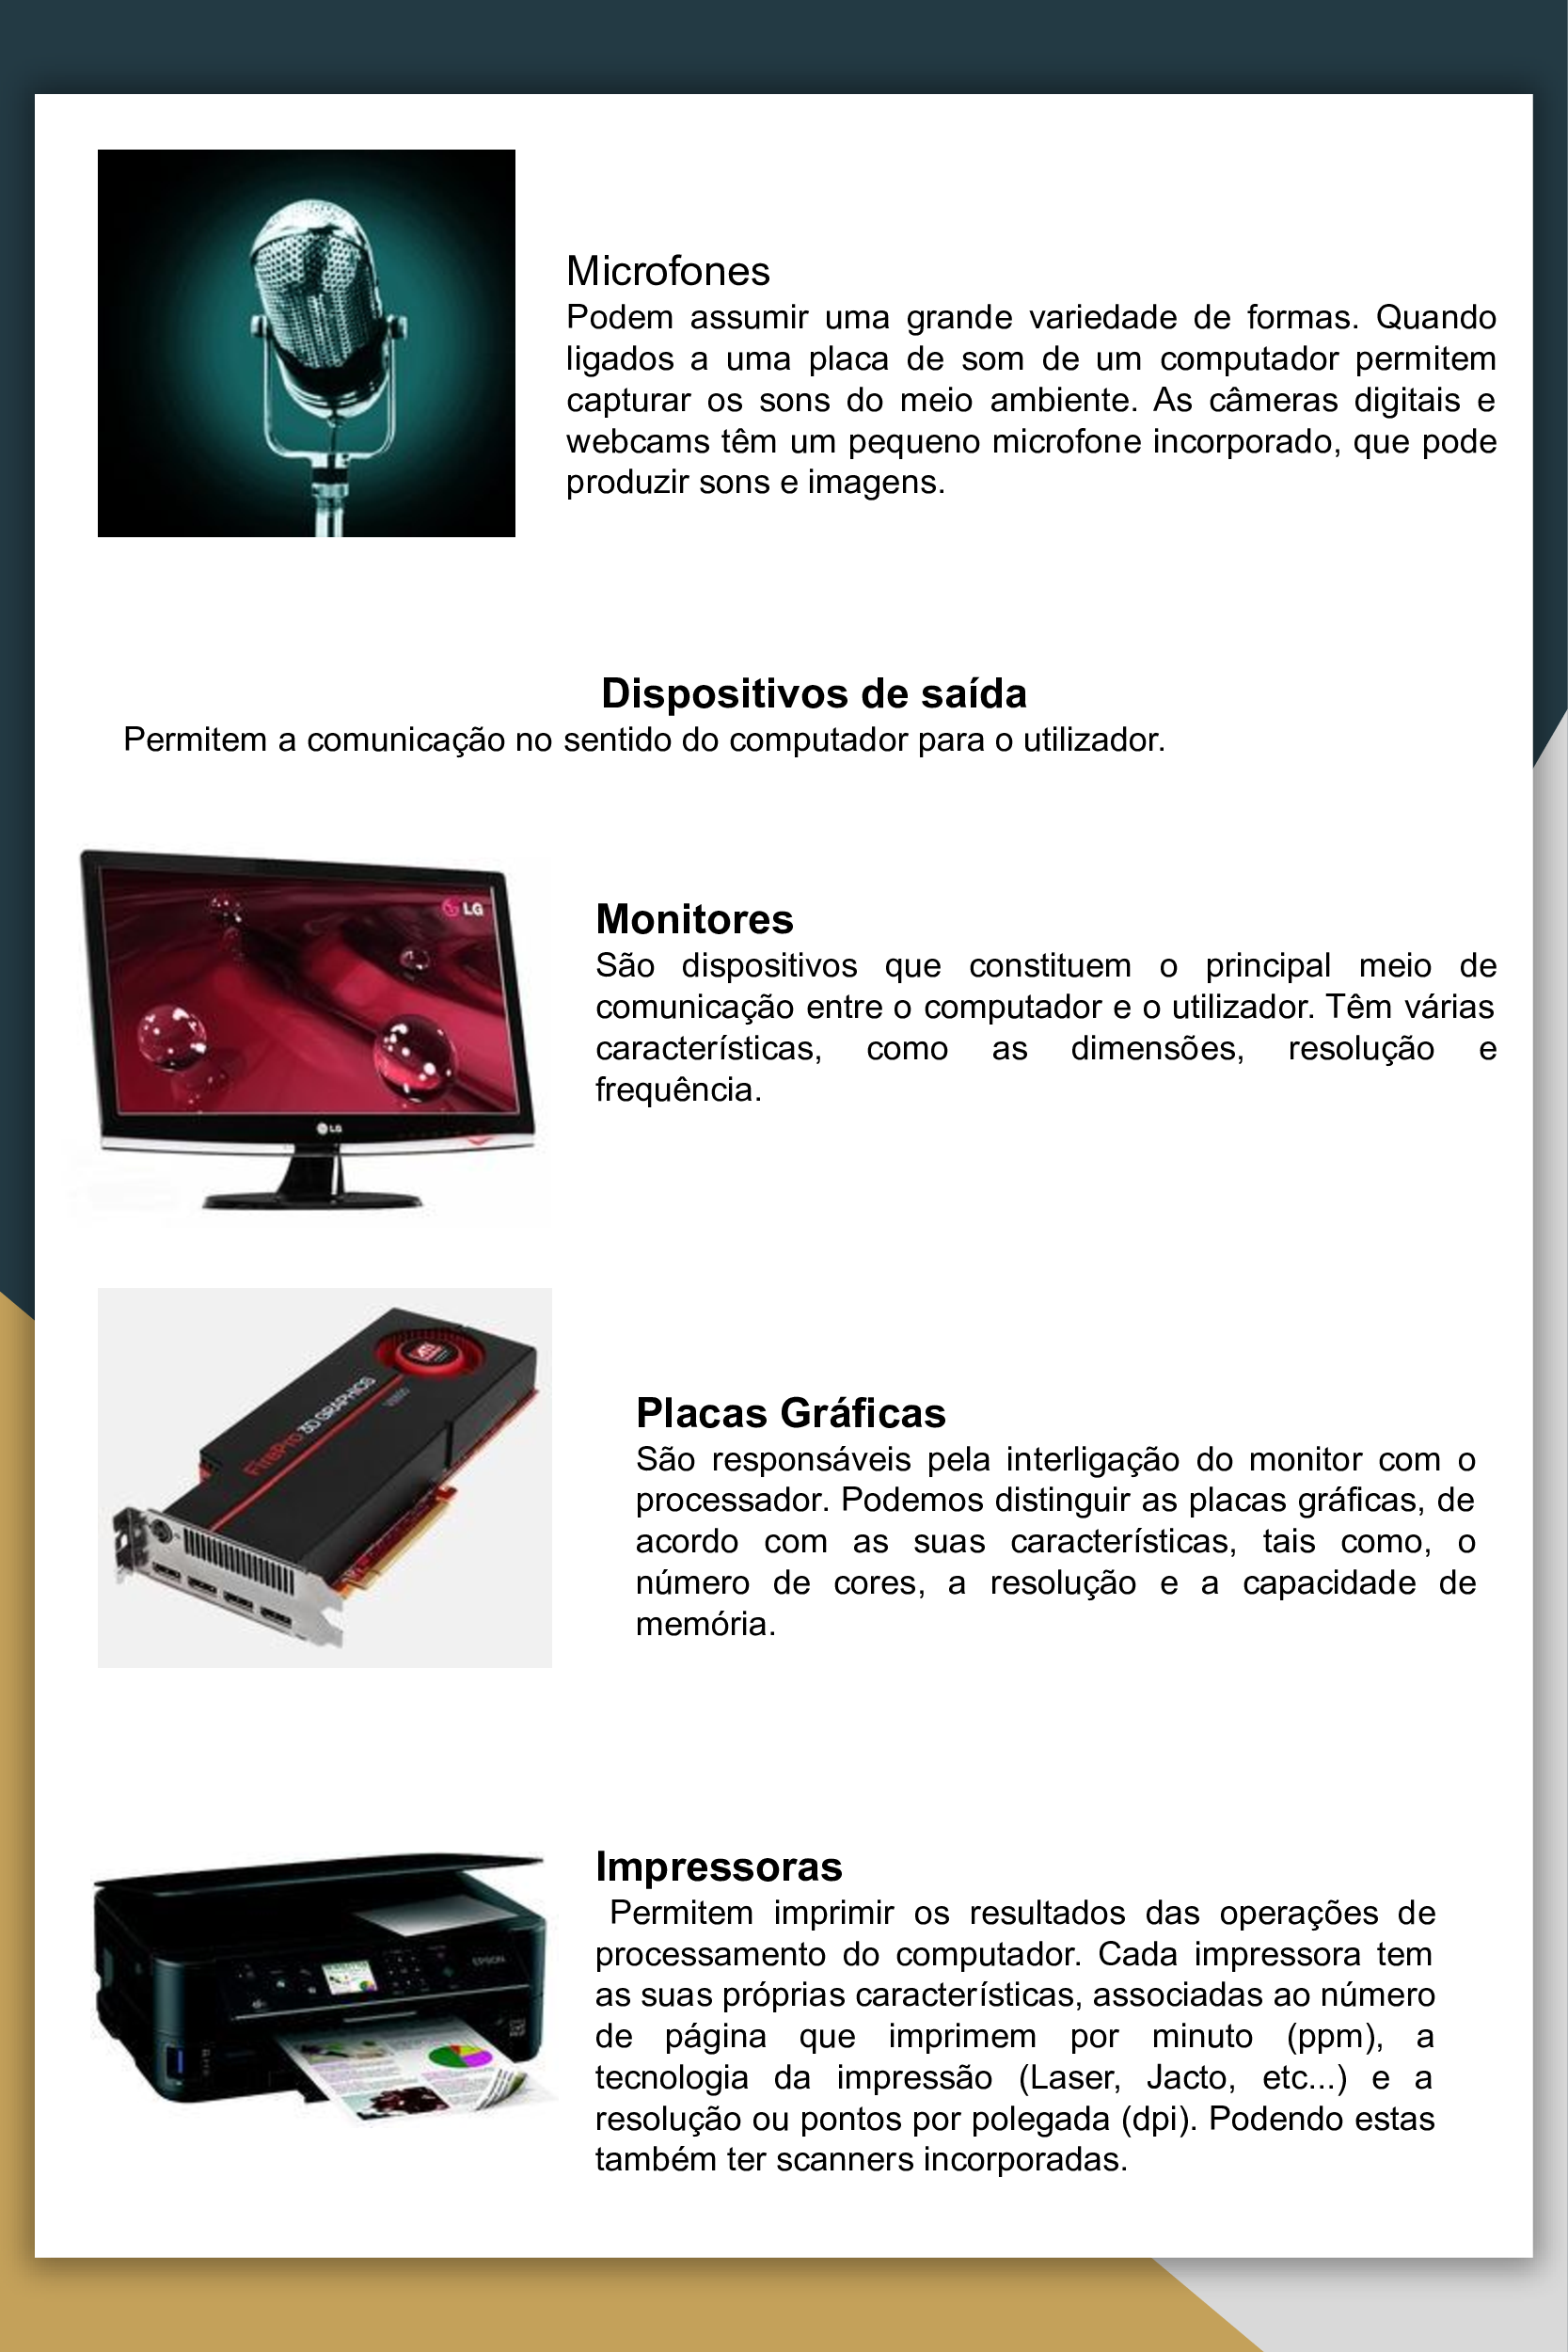 Microfones
Podem assumir uma grande variedade de formas. Quando
ligados a uma placa de som de um computador permitem
capturar os sons do meio ambiente. As câmeras digitais e
webcams têm um pequeno microfone incorporado, que pode
produzir sons e imagens.
Dispositivos de saída
Permitem a comunicação no sentido do computador para o utilizador.
LG
LG
Monitores
São dispositivos que constituem o principal meio de
comunicação entre o computador e o utilizador. Têm várias
características, como as dimensões, resolução e
frequência.
ATI
FirePro 3D GRAPHICS
Placas Gráficas
São responsáveis pela interligação do monitor com o
processador. Podemos distinguir as placas gráficas, de
acordo com as suas características, tais como, o
número de cores, a resolução e a capacidade de
memória.
EPSON
Impressoras
Permitem imprimir os resultados das operações de
processamento do computador. Cada impressora tem
as suas próprias características, associadas ao número
de página que imprimem por minuto (ppm), a
tecnologia da impressão (Laser, Jacto, etc...) e a
resolução ou pontos por polegada (dpi). Podendo estas
também ter scanners incorporadas.